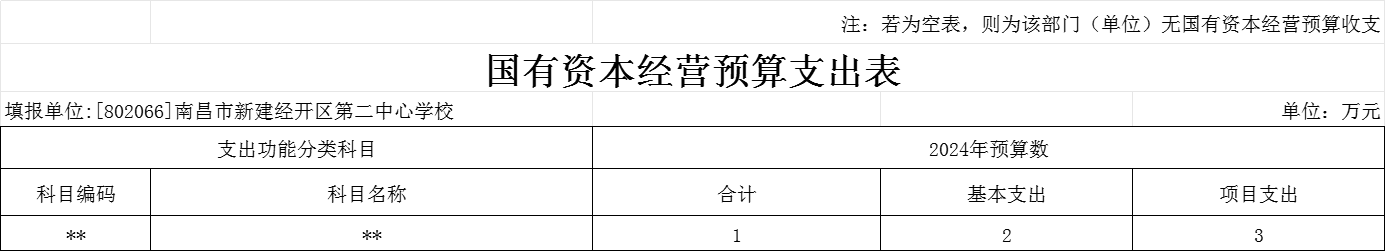 注：若为空表，则为该部门（单位）无国有资本经营预算收支
国有资本经营预算支出表
填报单位:[802066]南昌市新建经开区第二中心学校 单位：万元
支出功能分类科目 2024年预算数
科目编码 科目名称 合计 基本支出 项目支出
** ** 1 2 3